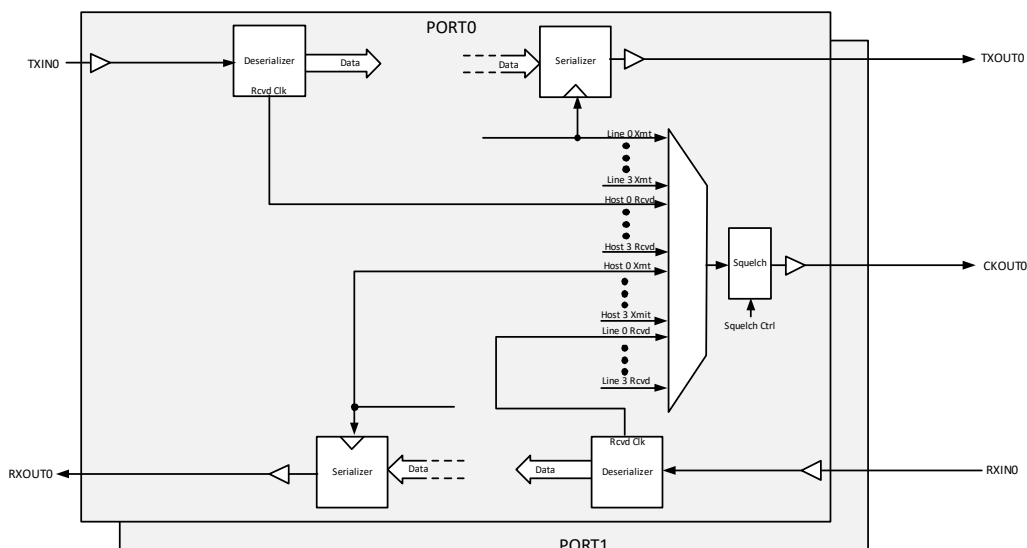 PORT0
TXIN0
Deserializer
Data
Rcvd Clk
Data
Serializer
TXOUT0
Line 0 Xmt
Line 3 Xmt
Host 0 Rcvd
Host 3 Rcvd
Host 0 Xmt
Host 3 Xmit
Line 0 Rcvd
Line 3 Rcvd
Squelch
CKOUT0
Squelch Ctrl
RXOUT0
Serializer
Data
Data
Rcvd Clk
Deserializer
RXIN0
PORT1